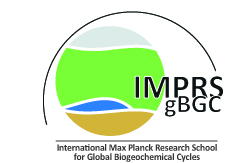 IMPRS
gBGC
International Max Planck Research School
for Global Biogeochemical Cycles